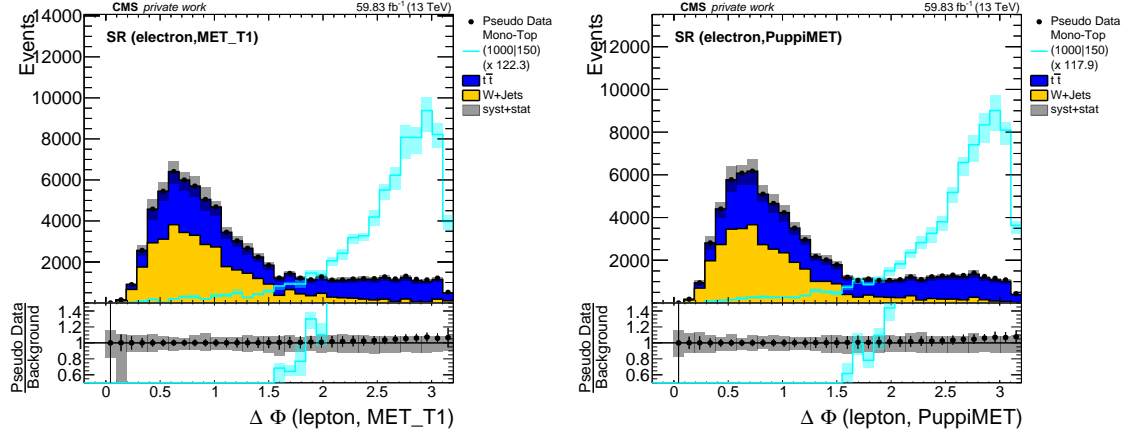 CMS private work 59.83 fb⁻¹ (13 TeV)
Events
14000
12000
10000
8000
6000
4000
2000
SR (electron,MET_T1)
Pseudo Data
Mono-Top
(1000|150)
(x 122.3)
tt̅
W+Jets
syst+stat
Pseudo Data
Background
1.4
1.2
1
0.8
0.6
0 0.5 1 1.5 2 2.5 3
Δ Φ (lepton, MET_T1)
CMS private work 59.83 fb⁻¹ (13 TeV)
Events
12000
10000
8000
6000
4000
2000
SR (electron,PuppiMET)
Pseudo Data
Mono-Top
(1000|150)
(x 117.9)
tt̅
W+Jets
syst+stat
Pseudo Data
Background
1.4
1.2
1
0.8
0.6
0 0.5 1 1.5 2 2.5 3
Δ Φ (lepton, PuppiMET)